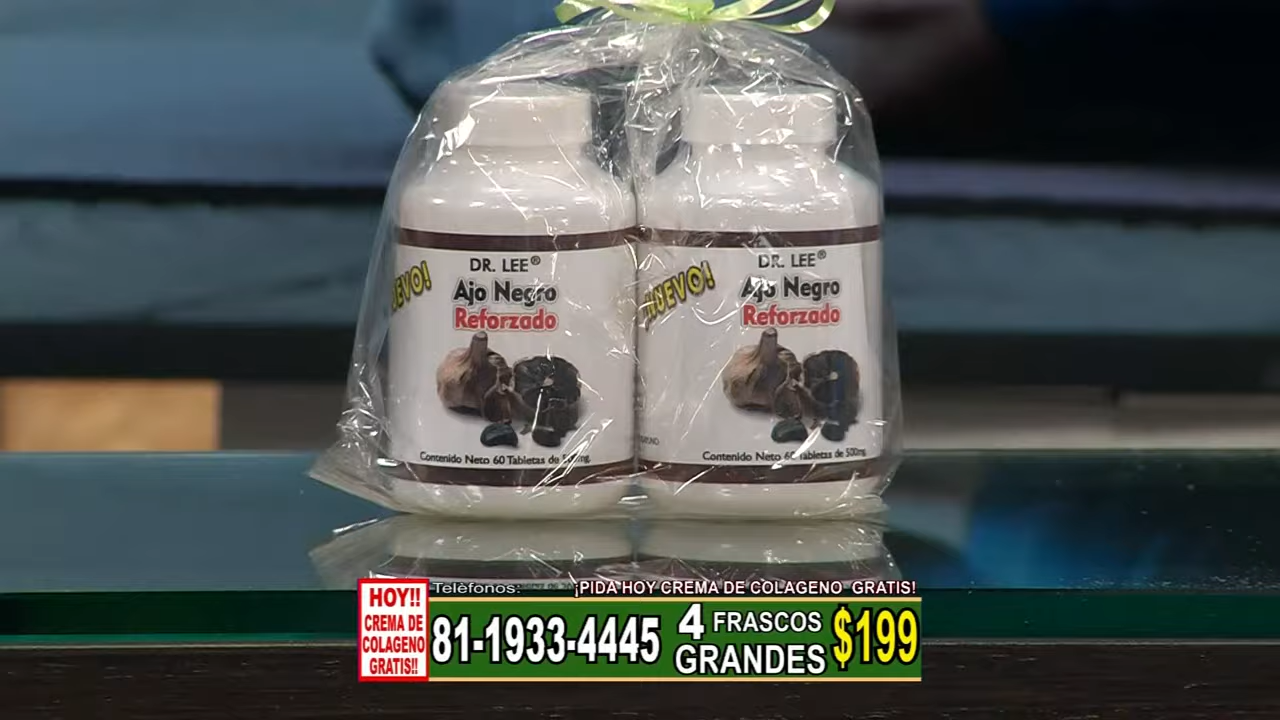 DR. LEE®
Ajo Negro
Reforzado
Contenido Neto 60 Tabletas de 500mg.
DR. LEE®
¡NUEVO!
Ajo Negro
Reforzado
Contenido Neto 60 Tabletas de 500mg.
HOY!!
CREMA DE
COLAGENO
GRATIS!!
Telèfonos:
¡PIDA HOY CREMA DE COLAGENO GRATIS!
81-1933-4445
4 FRASCOS
GRANDES
$199